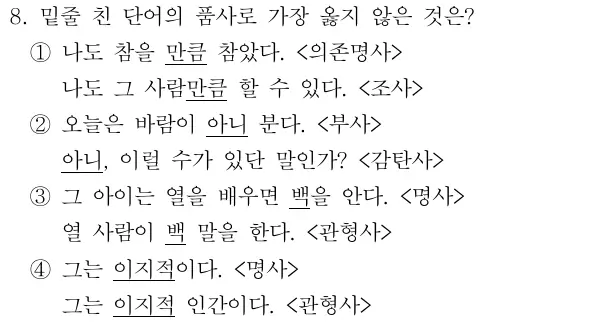 8. 밑줄 친 단어의 품사로 가장 옳지 않은 것은?
① 나도 참을 만큼 참았다. <의존명사>
나도 그 사람만큼 할 수 있다. <조사>
② 오늘은 바람이 아니 분다. <부사>
아니, 이럴 수가 있단 말인가? <감탄사>
③ 그 아이는 열을 배우면 백을 안다. <명사>
열 사람이 백 말을 한다. <관형사>
④ 그는 이지적이다. <명사>
그는 이지적 인간이다. <관형사>